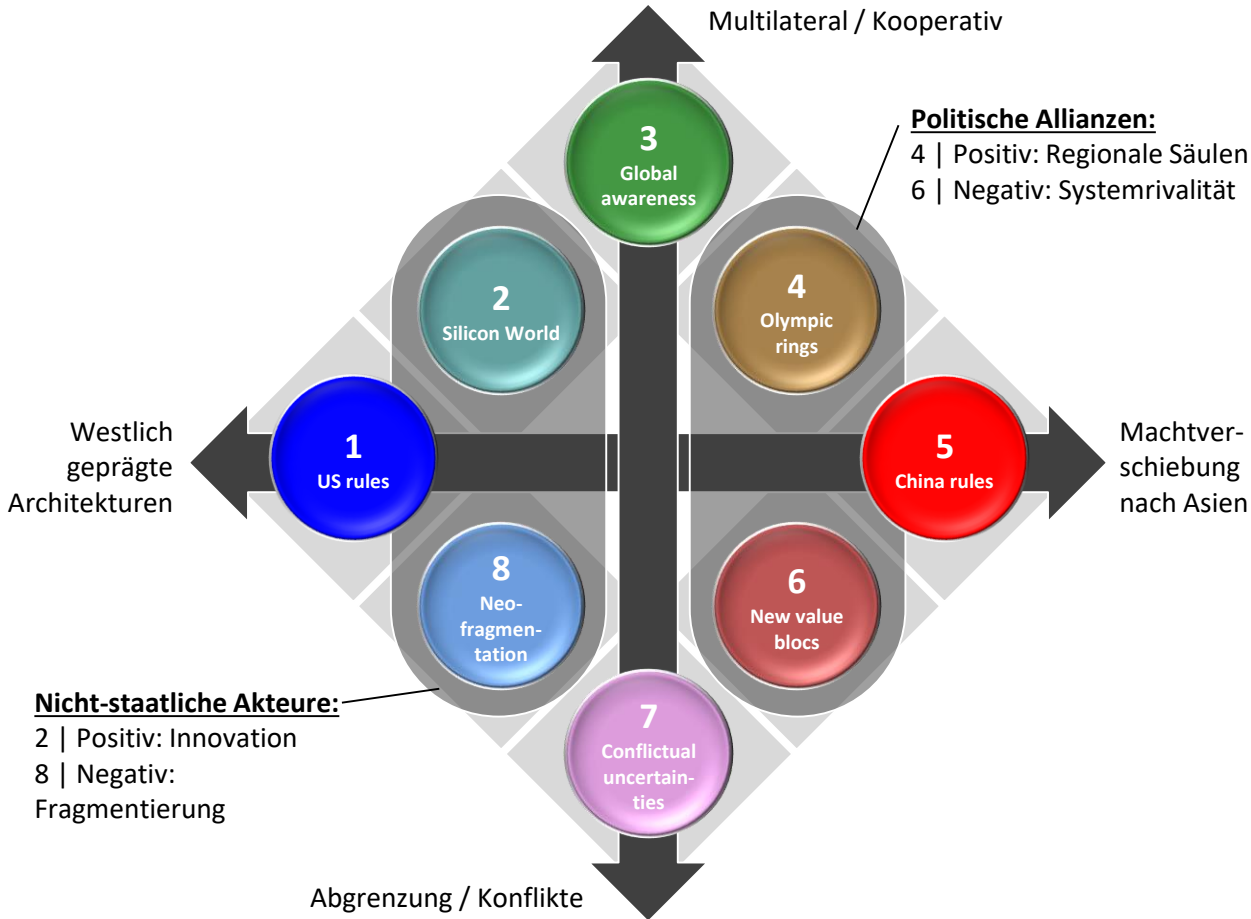 Multilateral / Kooperativ
Politische Allianzen:
4 | Positiv: Regionale Säulen
6 | Negativ: Systemrivalität
3
Global
awareness
2
Silicon World
4
Olympic
rings
Westlich
geprägte
Architekturen
1
US rules
5
China rules
Machtver-
schiebung
nach Asien
8
Neo-
fragmen-
tation
6
New value
blocs
Nicht-staatliche Akteure:
2 | Positiv: Innovation
8 | Negativ:
Fragmentierung
7
Conflictual
uncertain-
ties
Abgrenzung / Konflikte